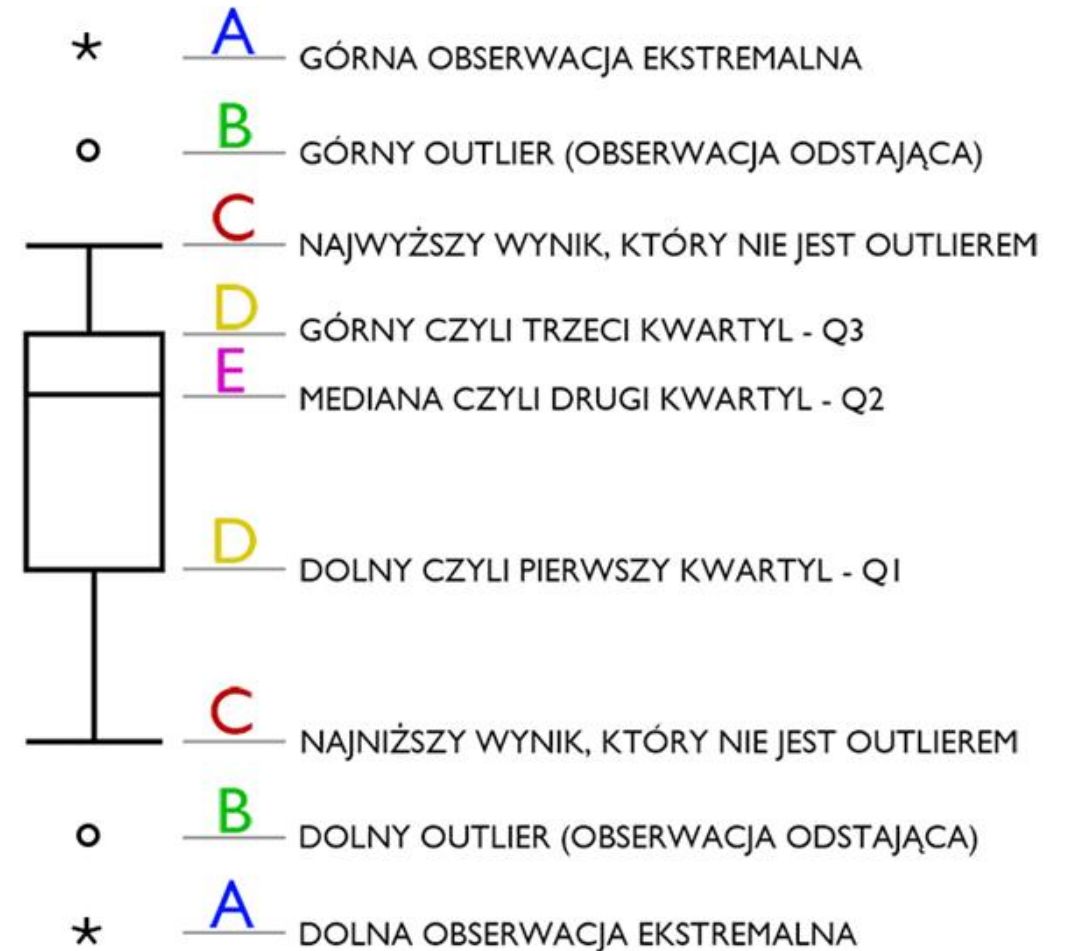 A GÓRNA OBSERWACJA EKSTREMALNA
B GÓRNY OUTLIER (OBSERWACJA ODSTAJĄCA)
C NAJWYŻSZY WYNIK, KTÓRY NIE JEST OUTLIEREM
D GÓRNY CZYLI TRZECI KWARTYL - Q3
E MEDIANA CZYLI DRUGI KWARTYL - Q2
D DOLNY CZYLI PIERWSZY KWARTYL - Q1
C NAJNIŻSZY WYNIK, KTÓRY NIE JEST OUTLIEREM
B DOLNY OUTLIER (OBSERWACJA ODSTAJĄCA)
A DOLNA OBSERWACJA EKSTREMALNA